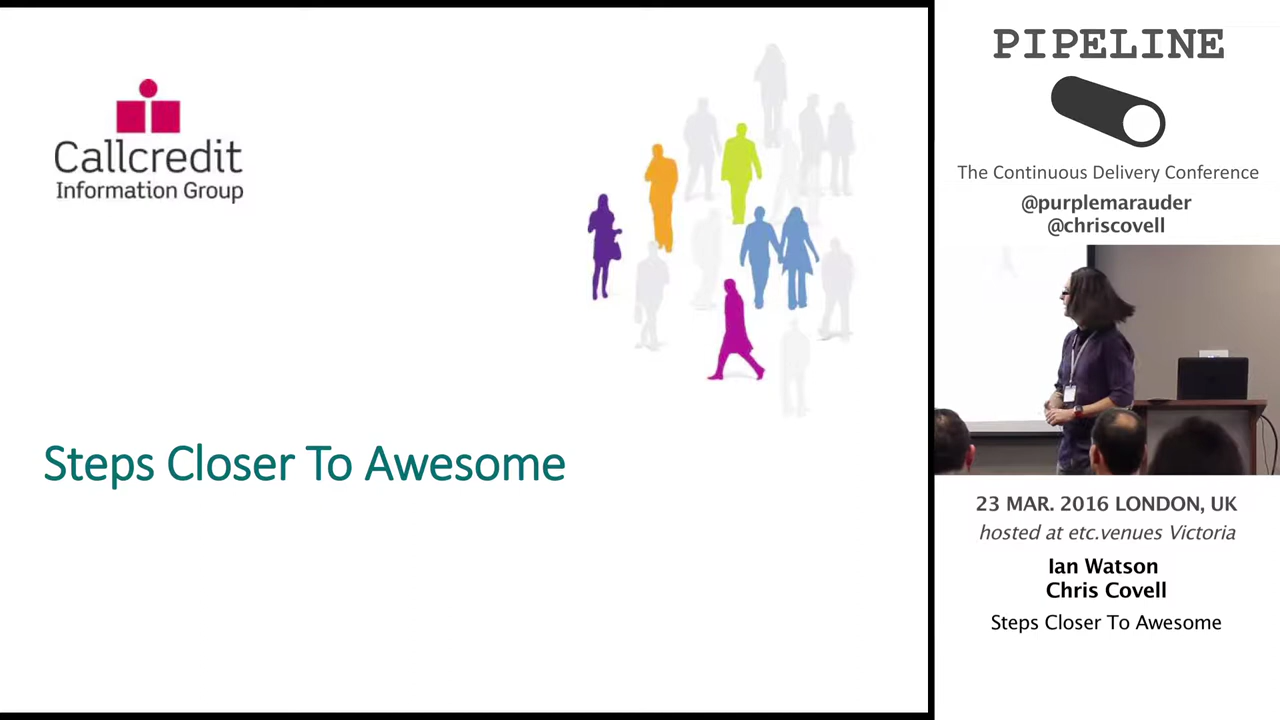 Callcredit
Information Group
Steps Closer To Awesome
PIPELINE
The Continuous Delivery Conference
@purplemarauder
@chriscovell
23 MAR. 2016 LONDON, UK
hosted at etc.venues Victoria
Ian Watson
Chris Covell
Steps Closer To Awesome